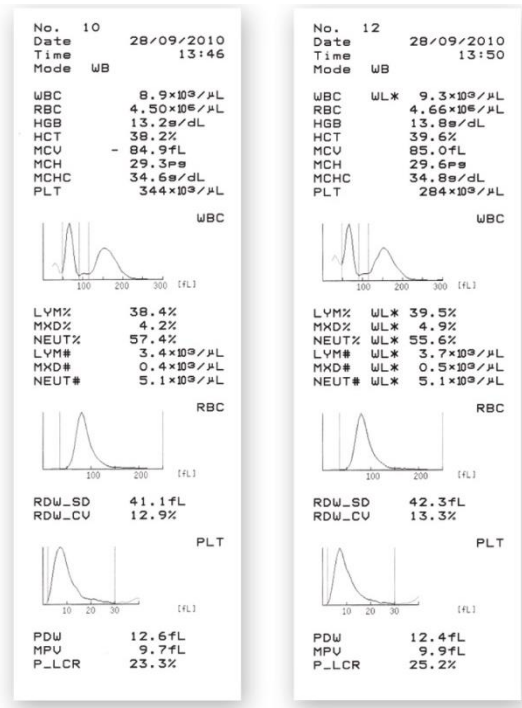 No. 10
Date 28/09/2010
Time 13:46
Mode WB
WBC 8.9×10³/µL
RBC 4.50×10⁶/µL
HGB 13.2g/dL
HCT 38.2%
MCV - 84.9fL
MCH 29.3pg
MCHC 34.6g/dL
PLT 344×10³/µL
WBC
100 200 300 [fL]
LYM% 38.4%
MXD% 4.2%
NEUT% 57.4%
LYM# 3.4×10³/µL
MXD# 0.4×10³/µL
NEUT# 5.1×10³/µL
RBC
100 200 [fL]
RDW_SD 41.1fL
RDW_CV 12.9%
PLT
10 20 30 [fL]
PDW 12.6fL
MPV 9.7fL
P_LCR 23.3%
No. 12
Date 28/09/2010
Time 13:50
Mode WB
WBC WL* 9.3×10³/µL
RBC 4.66×10⁶/µL
HGB 13.8g/dL
HCT 39.6%
MCV 85.0fL
MCH 29.6pg
MCHC 34.8g/dL
PLT 284×10³/µL
WBC
100 200 300 [fL]
LYM% WL* 39.5%
MXD% WL* 4.9%
NEUT% WL* 55.6%
LYM# WL* 3.7×10³/µL
MXD# WL* 0.5×10³/µL
NEUT# WL* 5.1×10³/µL
RBC
100 200 [fL]
RDW_SD 42.3fL
RDW_CV 13.3%
PLT
10 20 30 [fL]
PDW 12.4fL
MPV 9.9fL
P_LCR 25.2%